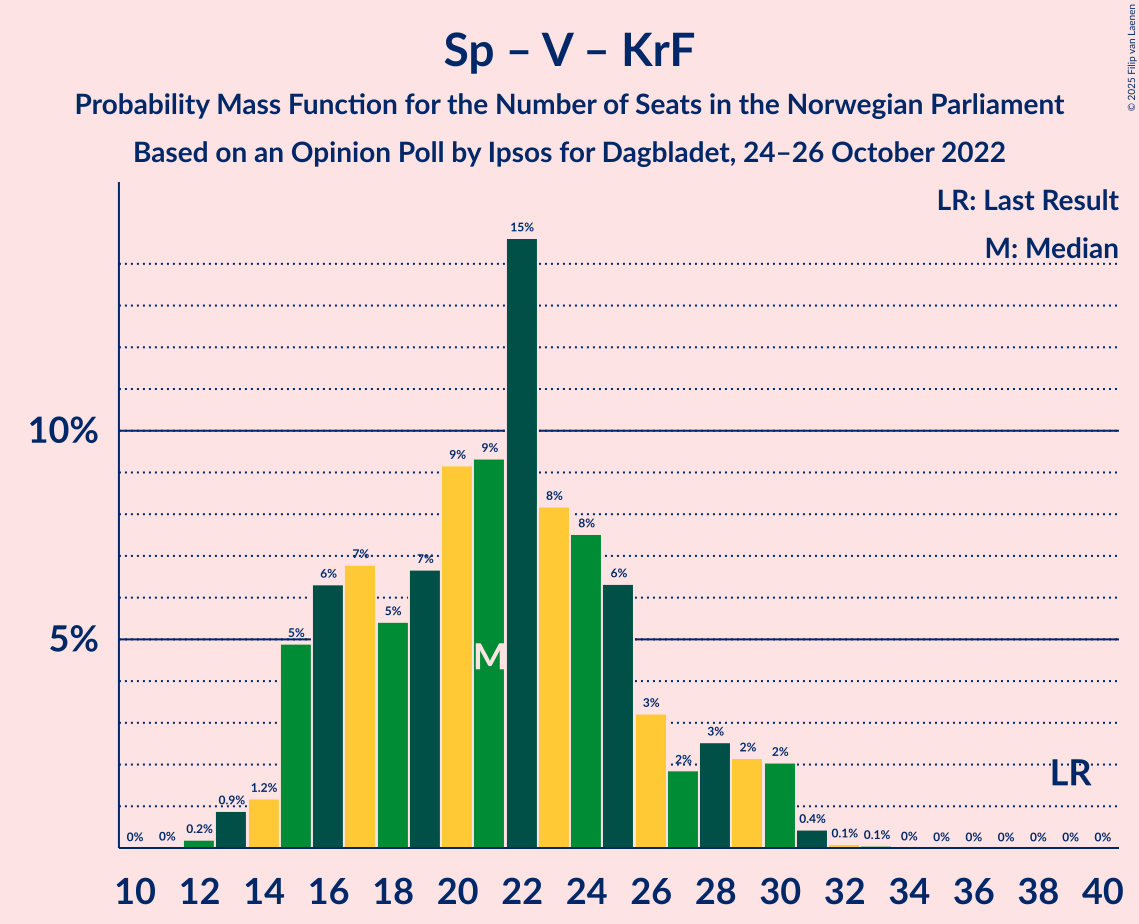 Sp – V – KrF
Probability Mass Function for the Number of Seats in the Norwegian Parliament
Based on an Opinion Poll by Ipsos for Dagbladet, 24–26 October 2022
© 2025 Filip van Laenen
LR: Last Result
M: Median
10%
5%
0% 0% 0.2% 0.9% 1.2% 5% 6% 7% 5% 7% 9% 9% 15% 8% 8% 6% 3% 2% 3% 2% 2% 0.4% 0.1% 0.1% 0% 0% 0% 0% 0% 0% 0%
M
LR
10 12 14 16 18 20 22 24 26 28 30 32 34 36 38 40